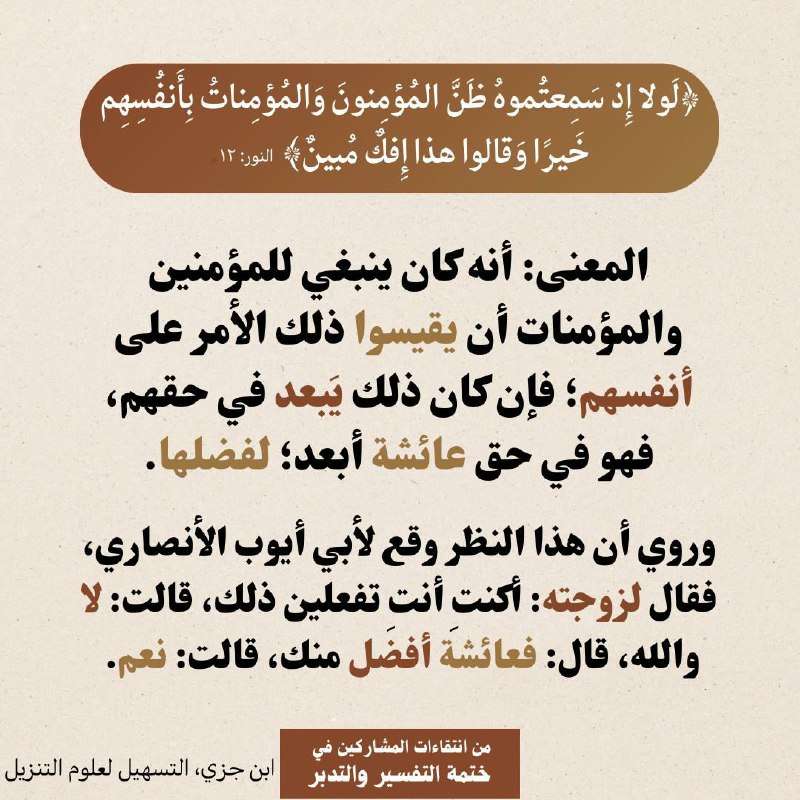 ﴿لَولا إِذ سَمِعتُموهُ ظَنَّ المُؤمِنونَ وَالمُؤمِناتُ بِأَنفُسِهِم
خَيرًا وَقالوا هذا إِفكٌ مُبينٌ﴾ النور: ١٢
المعنى: أنه كان ينبغي للمؤمنين
والمؤمنات أن يقيسوا ذلك الأمر على
أنفسهم؛ فإن كان ذلك يَبعد في حقهم،
فهو في حق عائشة أبعد؛ لفضلها.
وروي أن هذا النظر وقع لأبي أيوب الأنصاري،
فقال لزوجته: أكنتِ أنت تفعلين ذلك، قالت: لا
والله، قال: فعائشةَ أفضَل منك، قالت: نعم.
من انتقاءات المشاركين في
ختمة التفسير والتدبر
ابن جزي، التسهيل لعلوم التنزيل